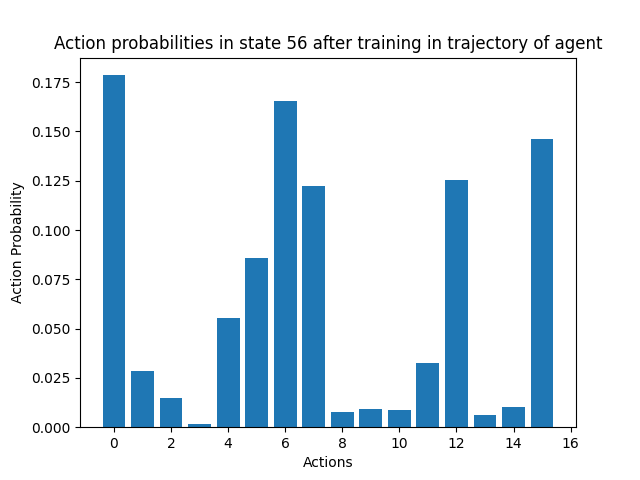 Action probabilities in state 56 after training in trajectory of agent
0.175
0.150
0.125
0.100
0.075
0.050
0.025
0.000
Action Probability
0 2 4 6 8 10 12 14 16
Actions